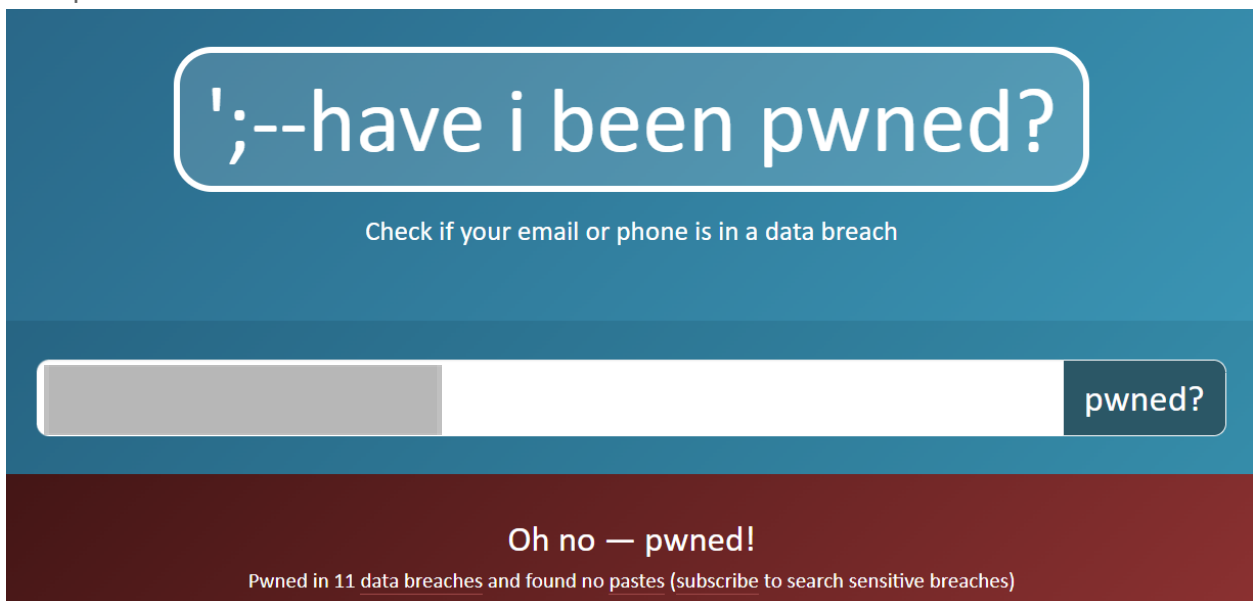 ';--have i been pwned?
Check if your email or phone is in a data breach
pwned?
Oh no — pwned!
Pwned in 11 data breaches and found no pastes (subscribe to search sensitive breaches)